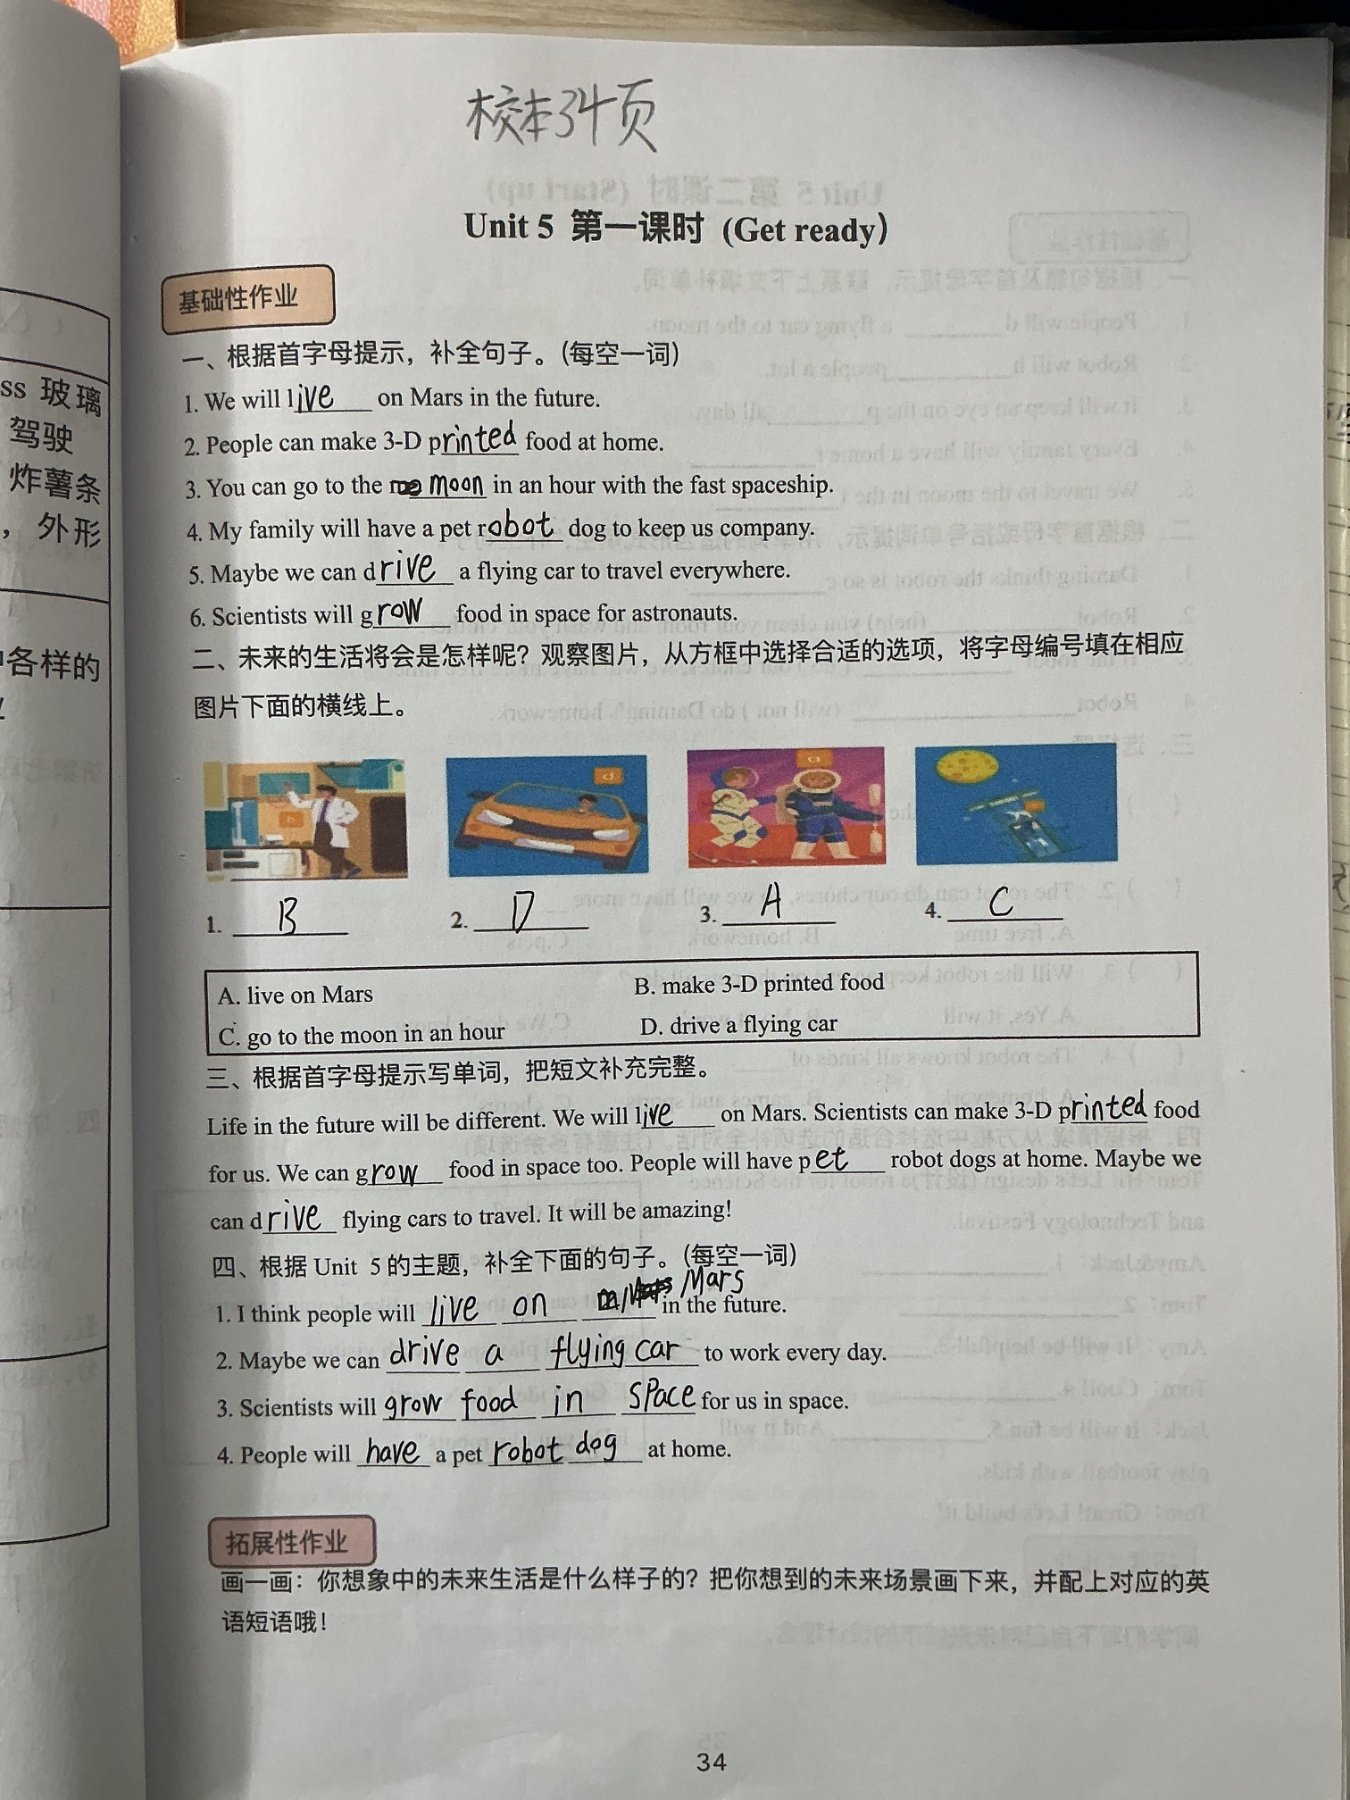 校本34页
Unit 5 第一课时 (Get ready)
基础性作业
一、根据首字母提示，补全句子。(每空一词)
1. We will live on Mars in the future.
2. People can make 3-D printed food at home.
3. You can go to the moon in an hour with the fast spaceship.
4. My family will have a pet robot dog to keep us company.
5. Maybe we can drive a flying car to travel everywhere.
6. Scientists will grow food in space for astronauts.
二、未来的生活将会是怎样呢？观察图片，从方框中选择合适的选项，将字母编号填在相应
图片下面的横线上。
1. B 2. D 3. A 4. C
A. live on Mars B. make 3-D printed food
C. go to the moon in an hour D. drive a flying car
三、根据首字母提示写单词，把短文补充完整。
Life in the future will be different. We will live on Mars. Scientists can make 3-D printed food
for us. We can grow food in space too. People will have pet robot dogs at home. Maybe we
can drive flying cars to travel. It will be amazing!
四、根据 Unit 5 的主题，补全下面的句子。(每空一词)
1. I think people will live on Mars in the future.
2. Maybe we can drive a flying car to work every day.
3. Scientists will grow food in space for us in space.
4. People will have a pet robot dog at home.
拓展性作业
画一画：你想象中的未来生活是什么样子的？把你想到的未来场景画下来，并配上对应的英
语短语哦！
34
ss 玻璃
驾驶
炸薯条
，外形
各样的